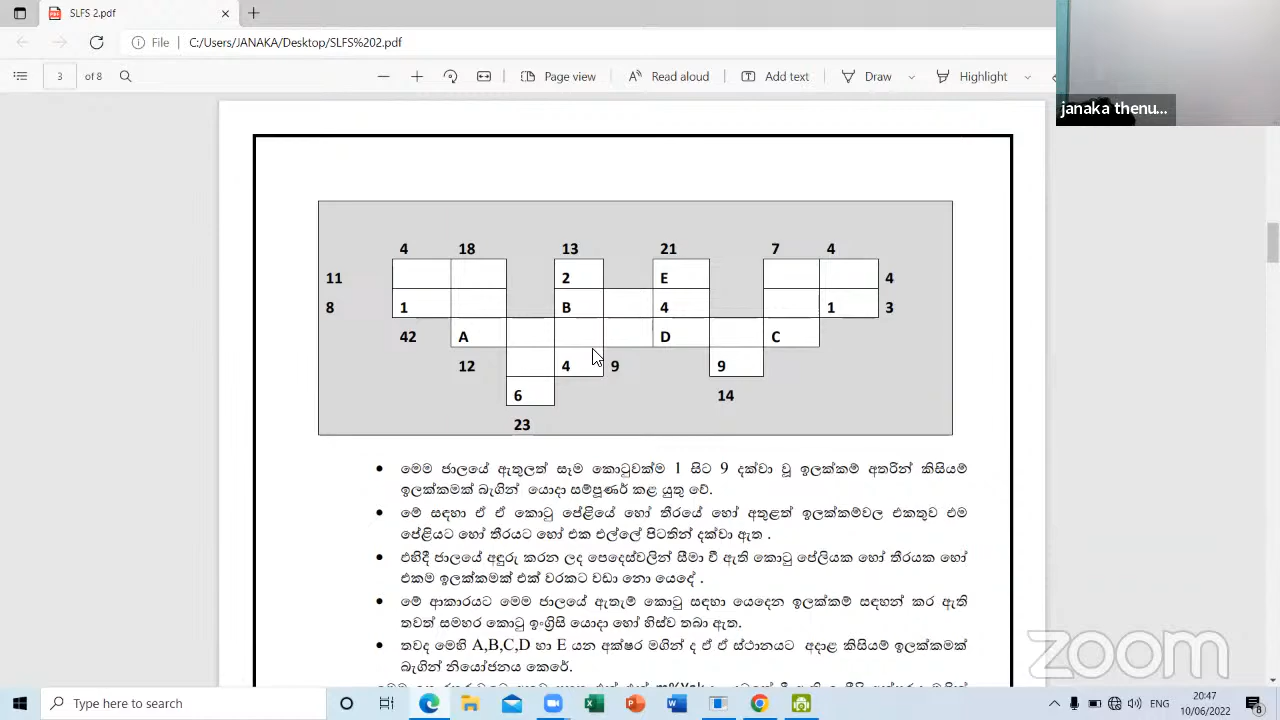 SLFS 2.pdf
File
C:/Users/JANAKA/Desktop/SLFS%202.pdf
3 of 8
Page view
Read aloud
Add text
Draw
Highlight
janaka thenu...
4 18 13 21 7 4
11 2 E 4
8 1 B 4 1 3
42 A D C
12 4 9 9
6 14
23
මෙම ජාලයේ ඇතුලත් සෑම කොටුවක්ම 1 සිට 9 දක්වා වූ ඉලක්කම් අතරින් කිසියම්
ඉලක්කමක් බැගින් යොදා සම්පූර්ණ කළ යුතු වේ.
මේ සඳහා ඒ ඒ කොටු පේළියේ හෝ තීරයේ හෝ අතුළත් ඉලක්කම්වල එකතුව එම
පේළියට හෝ තීරයට හෝ එක එල්ලේ පිටතින් දක්වා ඇත .
එහිදී ජාලයේ අඳුරු කරන ලද පෙදෙස්වලින් සීමා වී ඇති කොටු පේලියක හෝ තීරයක හෝ
එකම ඉලක්කමක් එක් වරකට වඩා නො යෙදේ .
මේ ආකාරයට මෙම ජාලයේ ඇතැම් කොටු සඳහා යෙදෙන ඉලක්කම් සඳහන් කර ඇති
තවත් සමහර කොටු ඉංග්‍රිසි යොදා හෝ හිස්ව තබා ඇත.
තවද මෙහි A,B,C,D හා E යන අක්ෂර මගින් ද ඒ ඒ ස්ථානයට අදාළ කිසියම් ඉලක්කමක්
බැගින් නියෝජනය කෙරේ.
zoom
Type here to search
ENG
20:47
10/06/2022
8